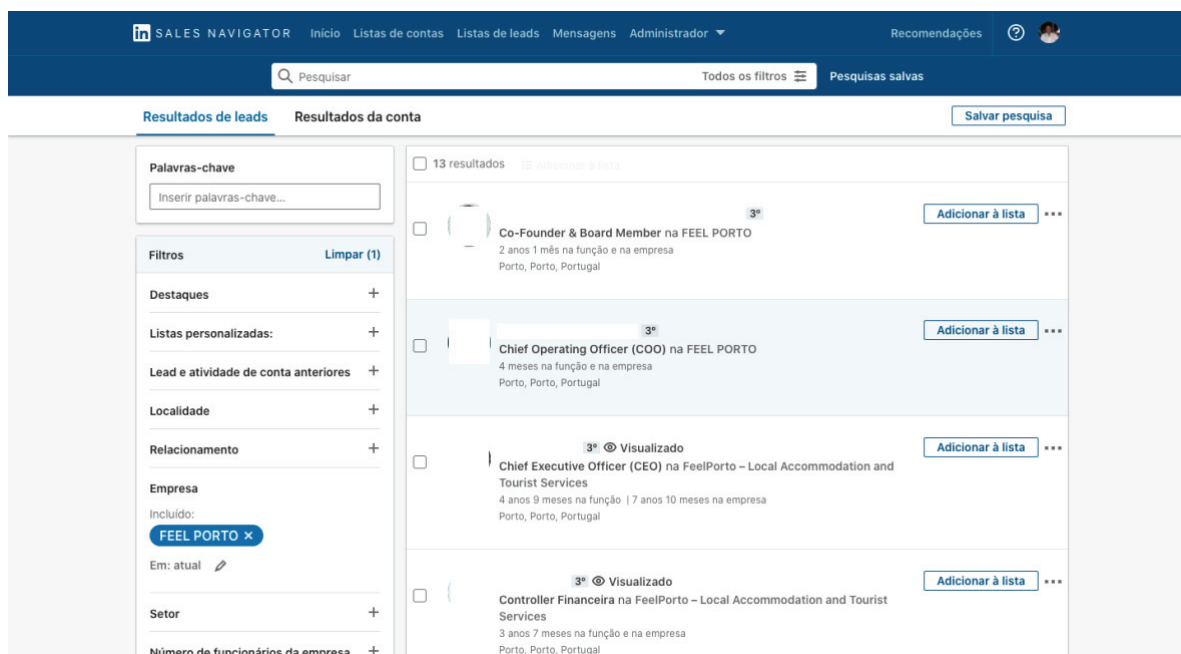 in SALES NAVIGATOR Início Listas de contas Listas de leads Mensagens Administrador Recomendações
Pesquisar Todos os filtros Pesquisas salvas
Resultados de leads Resultados da conta Salvar pesquisa
Palavras-chave
Inserir palavras-chave...
Filtros Limpar (1)
Destaques +
Listas personalizadas: +
Lead e atividade de conta anteriores +
Localidade +
Relacionamento +
Empresa
Incluído:
FEEL PORTO ×
Em: atual
Setor +
Número de funcionários da empresa +
13 resultados Adicionar à lista
3º Adicionar à lista
Co-Founder & Board Member na FEEL PORTO
2 anos 1 mês na função e na empresa
Porto, Porto, Portugal
3º Adicionar à lista
Chief Operating Officer (COO) na FEEL PORTO
4 meses na função e na empresa
Porto, Porto, Portugal
3º Visualizado Adicionar à lista
Chief Executive Officer (CEO) na FeelPorto – Local Accommodation and
Tourist Services
4 anos 9 meses na função | 7 anos 10 meses na empresa
Porto, Porto, Portugal
3º Visualizado Adicionar à lista
Controller Financeira na FeelPorto – Local Accommodation and Tourist
Services
3 anos 7 meses na função e na empresa
Porto, Porto, Portugal